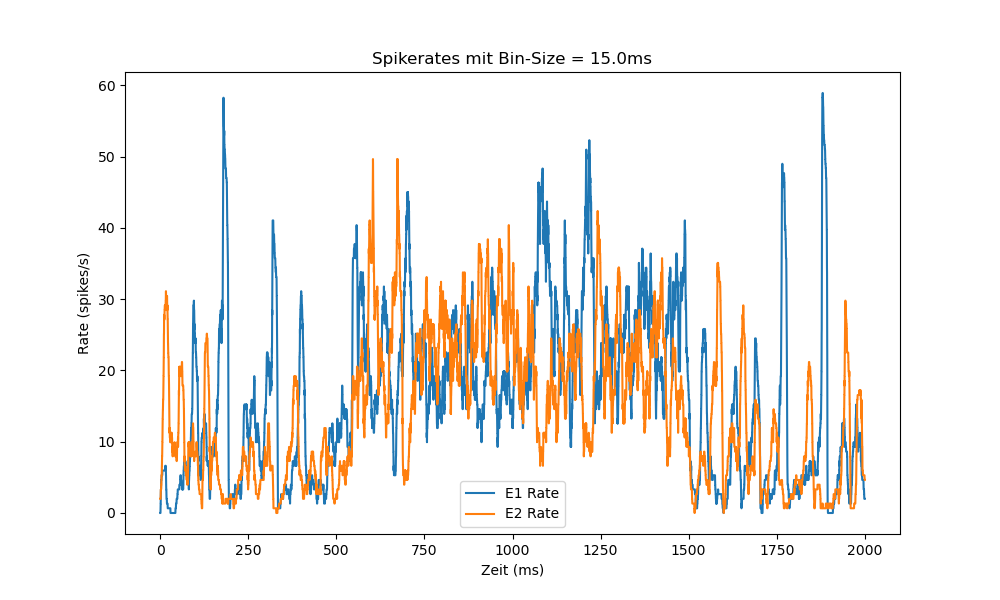 Spikerates mit Bin-Size = 15.0ms
Rate (spikes/s)
60
50
40
30
20
10
0
E1 Rate
E2 Rate
0 250 500 750 1000 1250 1500 1750 2000
Zeit (ms)